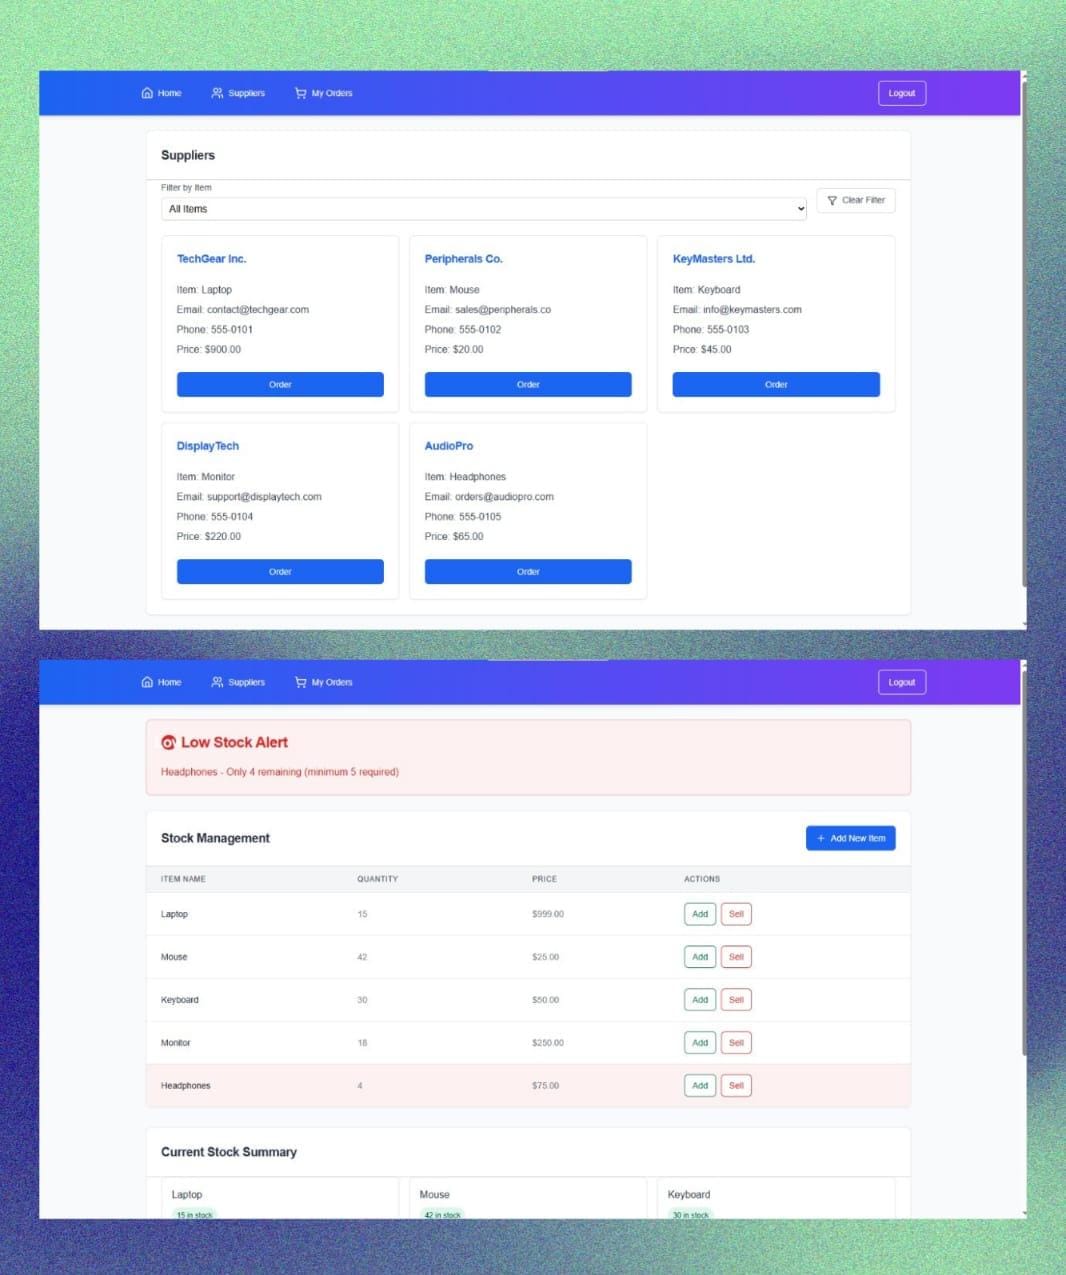 Home Suppliers My Orders Logout
Suppliers
Filter by Item
All Items Clear Filter
TechGear Inc.
Item: Laptop
Email: contact@techgear.com
Phone: 555-0101
Price: $900.00
Order
Peripherals Co.
Item: Mouse
Email: sales@peripherals.co
Phone: 555-0102
Price: $20.00
Order
KeyMasters Ltd.
Item: Keyboard
Email: info@keymasters.com
Phone: 555-0103
Price: $45.00
Order
DisplayTech
Item: Monitor
Email: support@displaytech.com
Phone: 555-0104
Price: $220.00
Order
AudioPro
Item: Headphones
Email: orders@audiopro.com
Phone: 555-0105
Price: $65.00
Order
Home Suppliers My Orders Logout
Low Stock Alert
Headphones - Only 4 remaining (minimum 5 required)
Stock Management + Add New Item
ITEM NAME QUANTITY PRICE ACTIONS
Laptop 15 $999.00 Add Sell
Mouse 42 $25.00 Add Sell
Keyboard 30 $50.00 Add Sell
Monitor 18 $250.00 Add Sell
Headphones 4 $75.00 Add Sell
Current Stock Summary
Laptop Mouse Keyboard
15 in stock 42 in stock 30 in stock